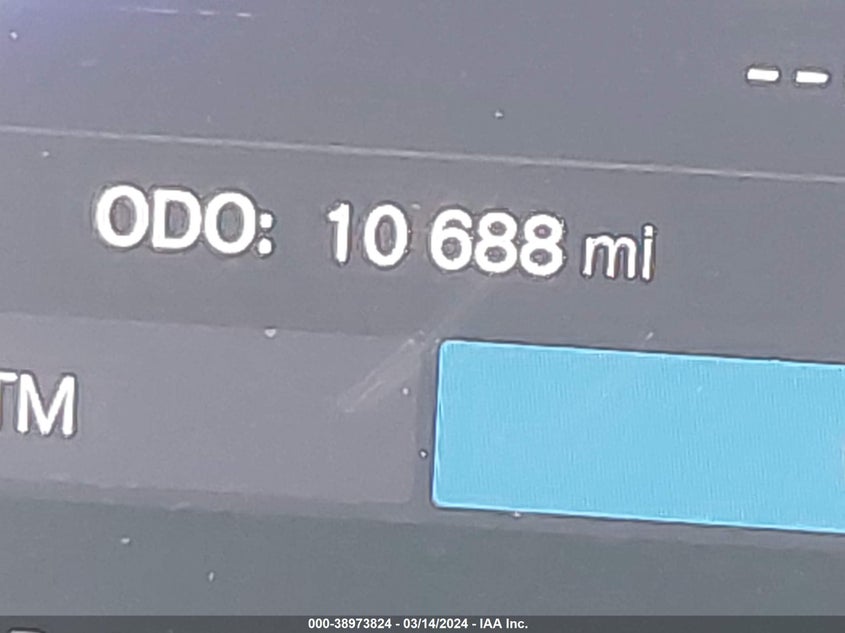 --
ODO: 10 688 mi
TM
000-38973824 - 03/14/2024 - IAA Inc.